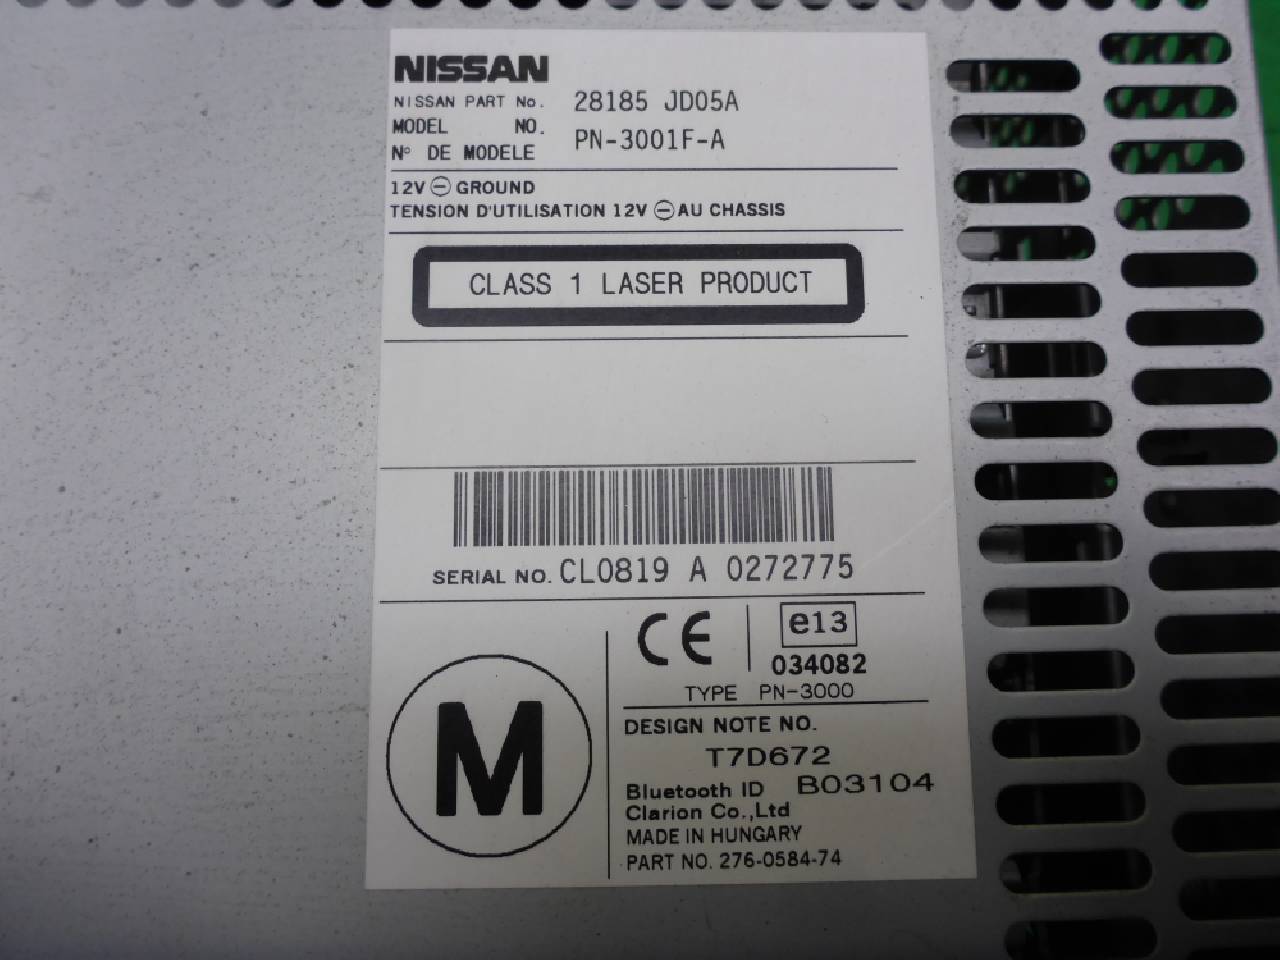 NISSAN
NISSAN PART No. 28185 JD05A
MODEL NO. PN-3001F-A
N° DE MODELE
12V ⊖ GROUND
TENSION D'UTILISATION 12V ⊖ AU CHASSIS
CLASS 1 LASER PRODUCT
SERIAL NO. CL0819 A 0272775
CE e13
034082
TYPE PN-3000
M
DESIGN NOTE NO.
T7D672
Bluetooth ID B03104
Clarion Co.,Ltd
MADE IN HUNGARY
PART NO. 276-0584-74